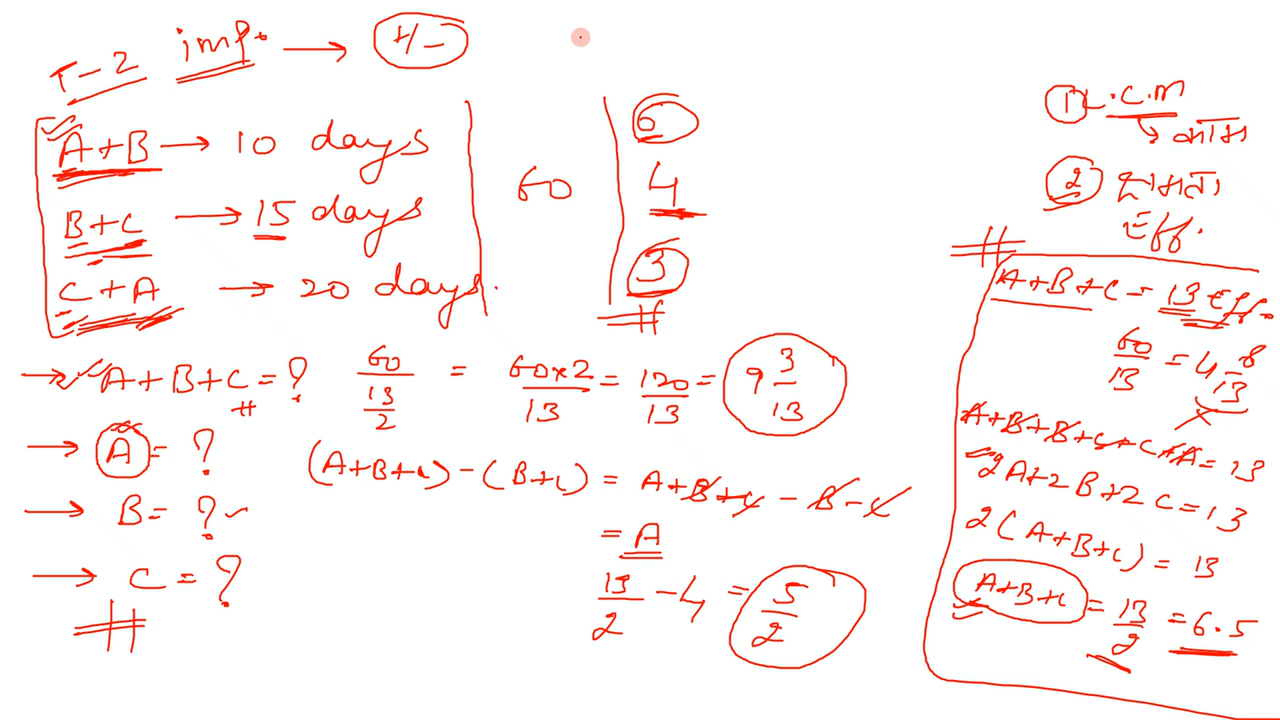 T-2 imp. → 4/-
A+B → 10 days
B+C → 15 days
C+A → 20 days.
60
6
4
3
→ A+B+C = ?
60/(13/2) = 60×2/13 = 120/13 = 9 3/13
→ A = ?
→ B = ?
→ C = ?
(A+B+C) - (B+C) = A+B+C - B - C
= A
13/2 - 4 = 5/2
1 L.C.M
2 क्षमता
Eff.
A+B+C = 13 Eff.
60/13 = 4 8/13
A+B+B+C+C+A = 13
2A+2B+2C = 13
2(A+B+C) = 13
A+B+C = 13/2 = 6.5